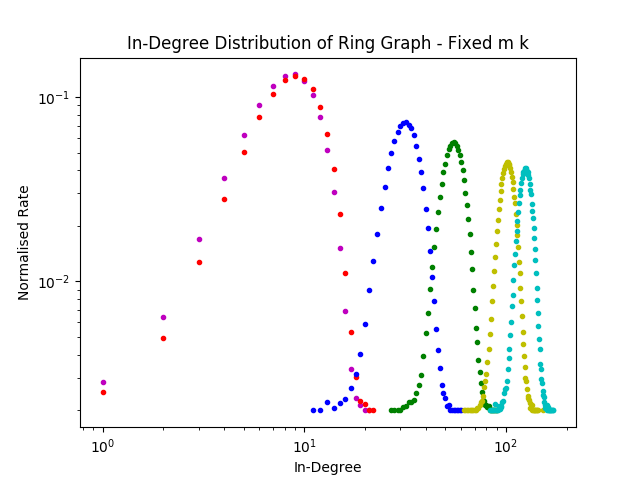 In-Degree Distribution of Ring Graph - Fixed m k
Normalised Rate
10⁻¹
10⁻²
10⁰
10¹
10²
In-Degree